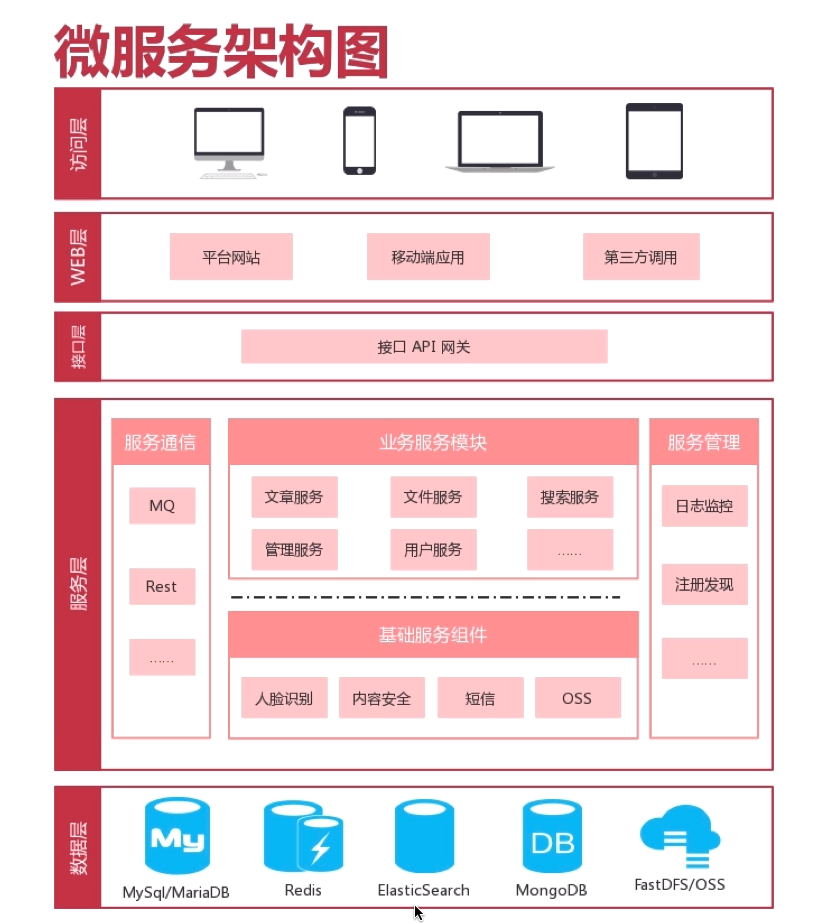 微服务架构图
访问层
WEB层
平台网站
移动端应用
第三方调用
接口层
接口 API 网关
服务层
服务通信
MQ
Rest
......
业务服务模块
文章服务
文件服务
搜索服务
管理服务
用户服务
......
基础服务组件
人脸识别
内容安全
短信
OSS
服务管理
日志监控
注册发现
......
数据层
My
MySql/MariaDB
Redis
ElasticSearch
DB
MongoDB
FastDFS/OSS